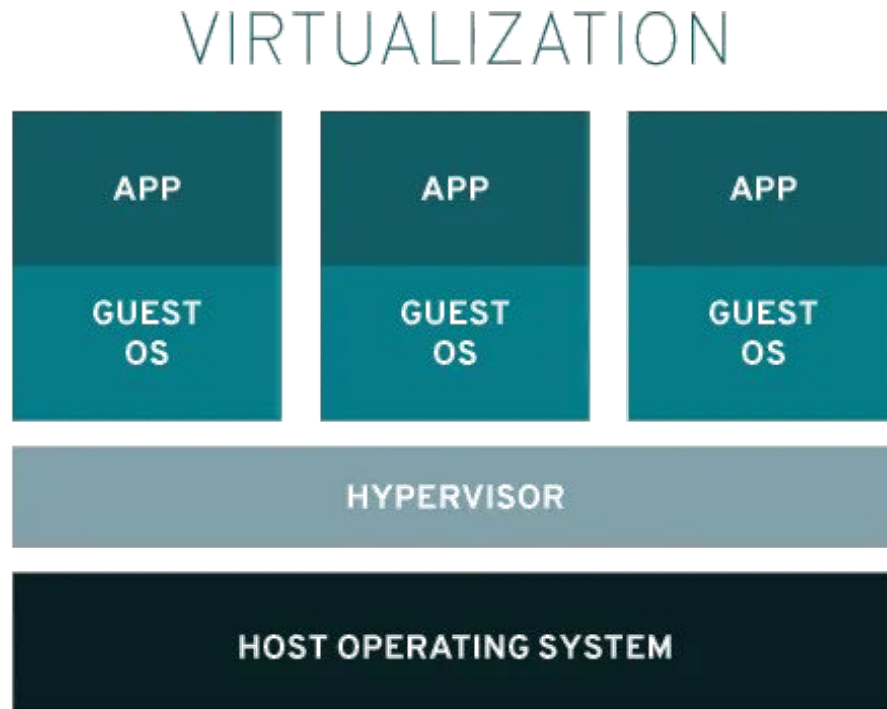 VIRTUALIZATION
APP
GUEST
OS
APP
GUEST
OS
APP
GUEST
OS
HYPERVISOR
HOST OPERATING SYSTEM